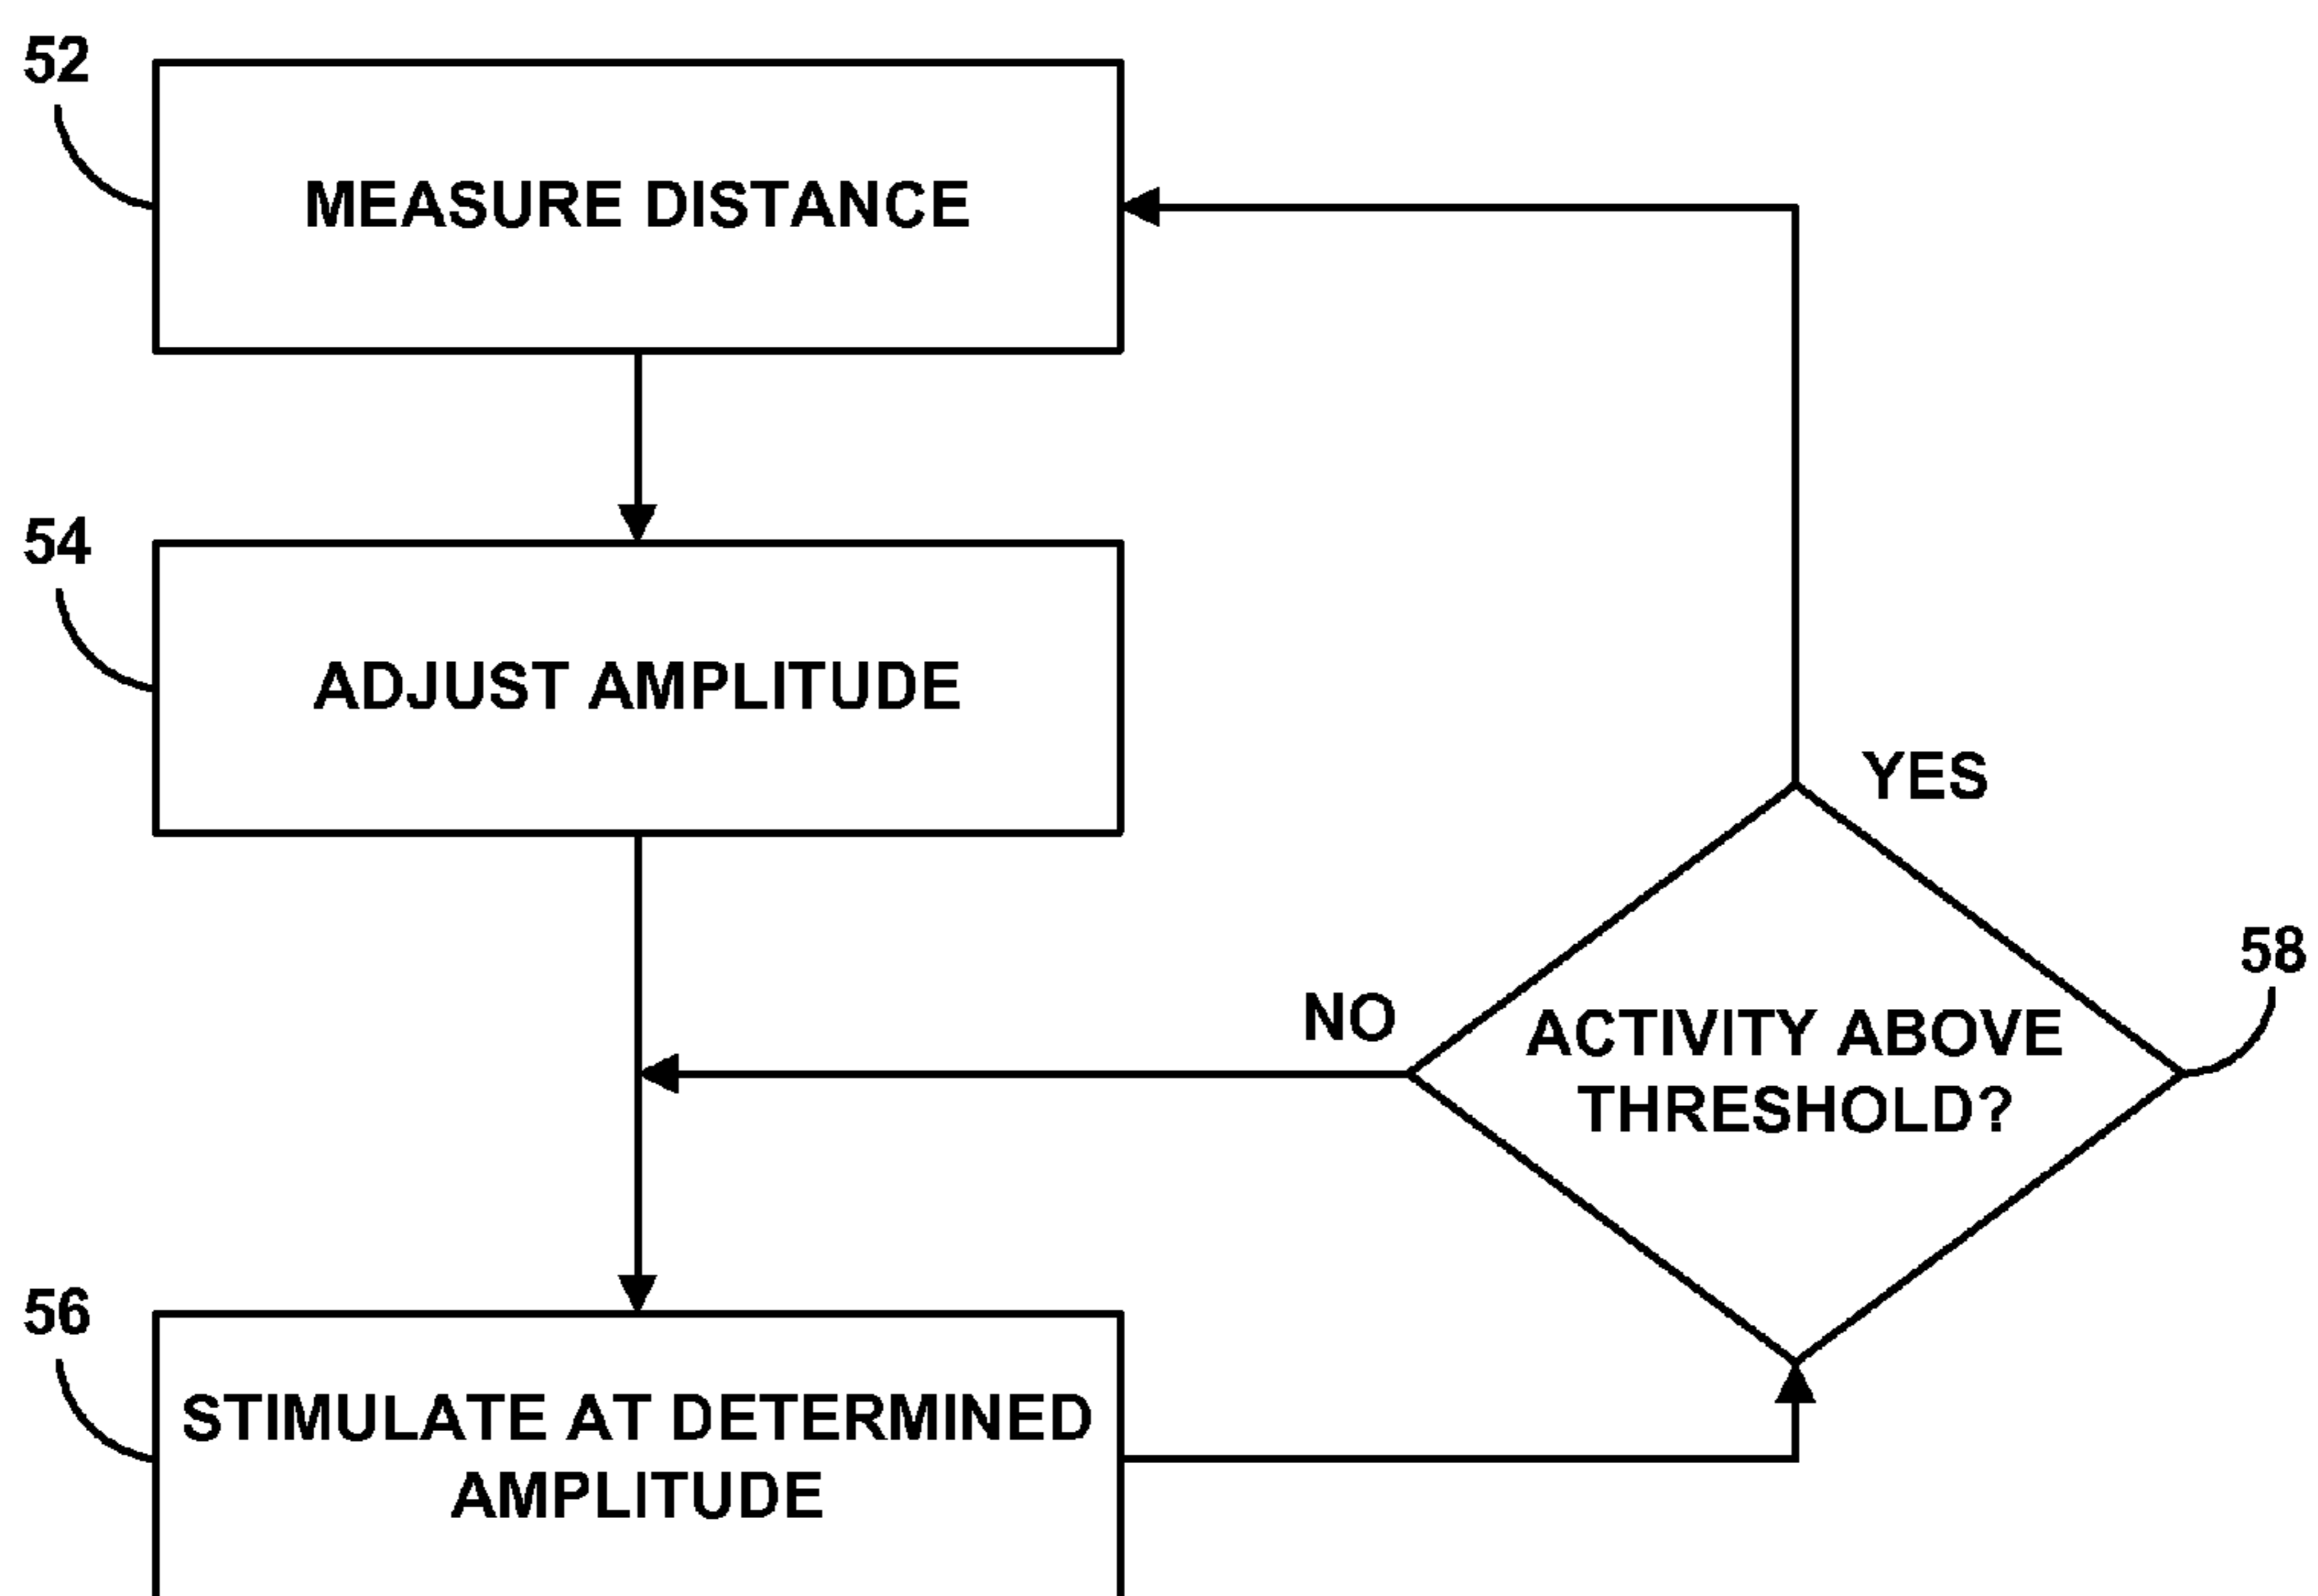 52
MEASURE DISTANCE
54
ADJUST AMPLITUDE
YES
58
NO
ACTIVITY ABOVE
THRESHOLD?
56
STIMULATE AT DETERMINED
AMPLITUDE